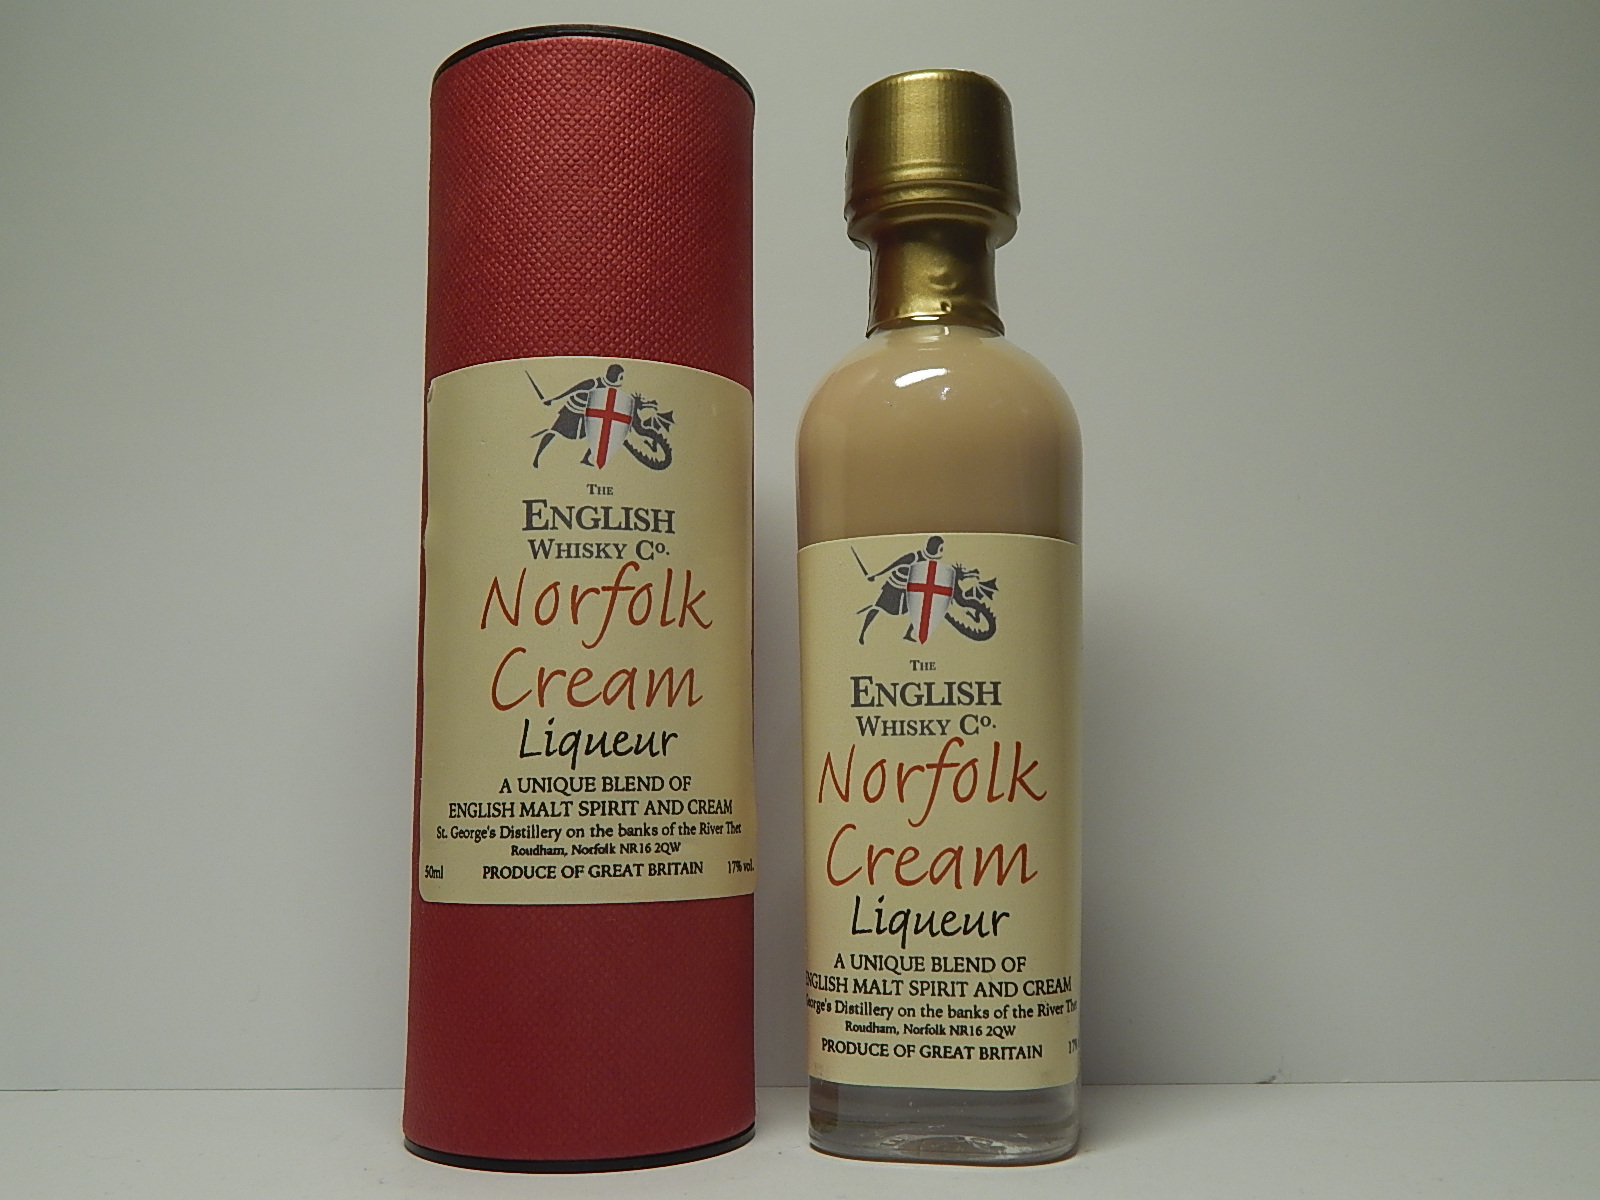 THE
ENGLISH
WHISKY Co.
Norfolk
Cream
Liqueur
A UNIQUE BLEND OF
ENGLISH MALT SPIRIT AND CREAM
St. George's Distillery on the banks of the River Thet
Roudham, Norfolk NR16 2QW
50ml PRODUCE OF GREAT BRITAIN 17% vol.
THE
ENGLISH
WHISKY Co.
Norfolk
Cream
Liqueur
A UNIQUE BLEND OF
NGLISH MALT SPIRIT AND CREAM
eorge's Distillery on the banks of the River Thet
Roudham, Norfolk NR16 2QW
PRODUCE OF GREAT BRITAIN 17%